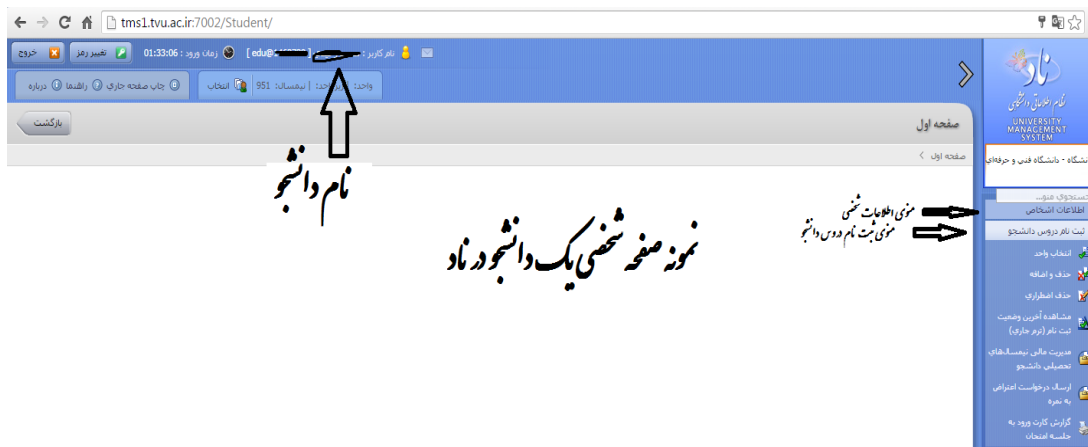 tms1.tvu.ac.ir:7002/Student/
نام کاربر :
[ edu@
زمان ورود : 01:33:06
تغییر رمز
خروج
واحد:
| نیمسال: 951
انتخاب
چاپ صفحه جاری
راهنما
درباره
صفحه اول
بازگشت
صفحه اول >
نام دانشجو
نمونه صفحه شخصی یک دانشجو در ناد
منوی اطلاعات شخصی
منوی ثبت نام دروس دانشجو
ناد
نظام اطلاعاتی دانشگاهی
UNIVERSITY
MANAGEMENT
SYSTEM
نشگاه - دانشگاه فنی و حرفه‌ای
جستجوی منو...
اطلاعات اشخاص
ثبت نام دروس دانشجو
انتخاب واحد
حذف و اضافه
حذف اضطراری
مشاهده آخرین وضعیت
ثبت نام (ترم جاری)
مدیریت مالی نیمسال‌های
تحصیلی دانشجو
ارسال درخواست اعتراض
به نمره
گزارش کارت ورود به
جلسه امتحان